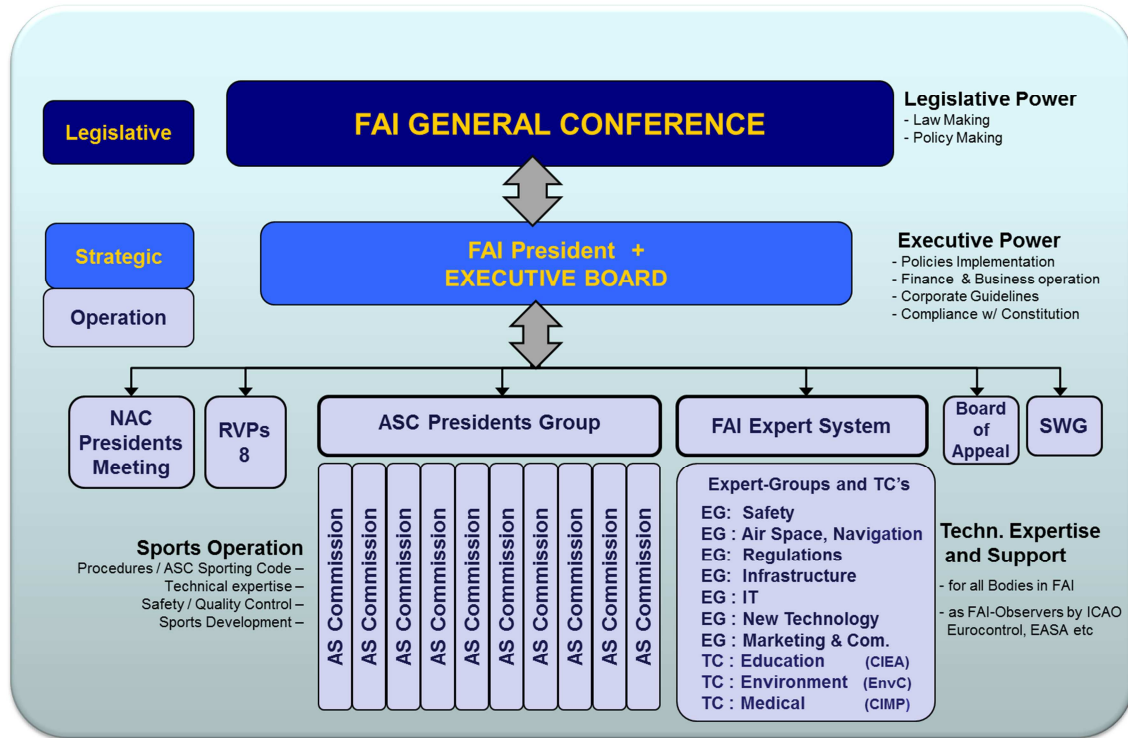 Legislative
FAI GENERAL CONFERENCE
Legislative Power
- Law Making
- Policy Making
Strategic
Operation
FAI President +
EXECUTIVE BOARD
Executive Power
- Policies Implementation
- Finance & Business operation
- Corporate Guidelines
- Compliance w/ Constitution
NAC
Presidents
Meeting
RVPs
8
ASC Presidents Group
FAI Expert System
Board
of
Appeal
SWG
Sports Operation
Procedures / ASC Sporting Code –
Technical expertise –
Safety / Quality Control –
Sports Development –
AS Commission
AS Commission
AS Commission
AS Commission
AS Commission
AS Commission
AS Commission
AS Commission
AS Commission
AS Commission
Expert-Groups and TC's
EG: Safety
EG : Air Space, Navigation
EG: Regulations
EG: Infrastructure
EG : IT
EG : New Technology
EG : Marketing & Com.
TC : Education (CIEA)
TC : Environment (EnvC)
TC : Medical (CIMP)
Techn. Expertise
and Support
- for all Bodies in FAI
- as FAI-Observers by ICAO
Eurocontrol, EASA etc